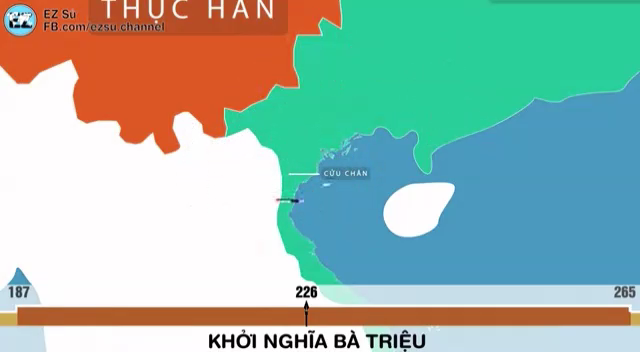 THỤC HÁN
EZ Sử
FB.com/ezsu.channel
CỬU CHÂN
187
226
265
KHỞI NGHĨA BÀ TRIỆU